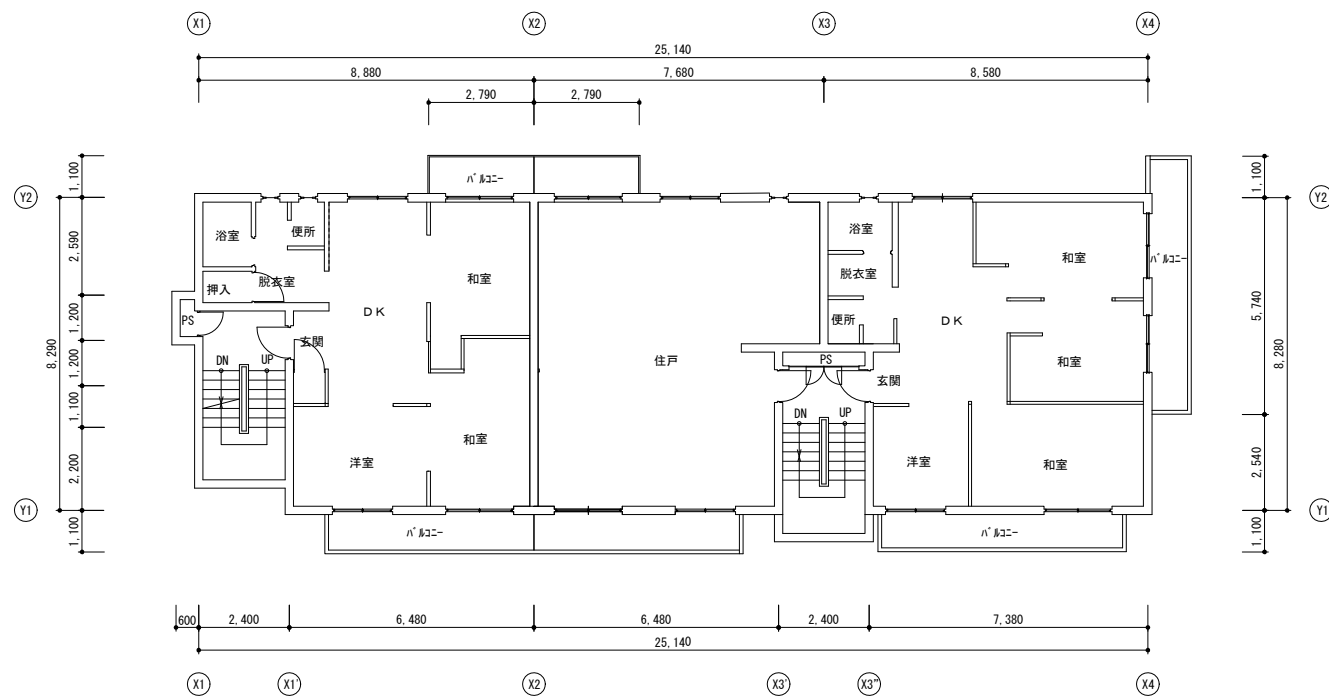 X1 X2 X3 X4
25,140
8,880 7,680 8,580
2,790 2,790
1,100 バルコニー 1,100
Y2 Y2
浴室 便所 浴室
2,590 和室 和室 バルコニー
脱衣室 脱衣室
押入
DK 便所 DK
PS 1,200 5,740
玄関
8,290 住戸 8,280
1,200 DN UP PS 和室
玄関
1,100 DN UP
和室
洋室 洋室 和室
2,200 2,540
Y1 Y1
バルコニー バルコニー
1,100 1,100
600 2,400 6,480 6,480 2,400 7,380
25,140
X1 X1' X2 X3' X3" X4